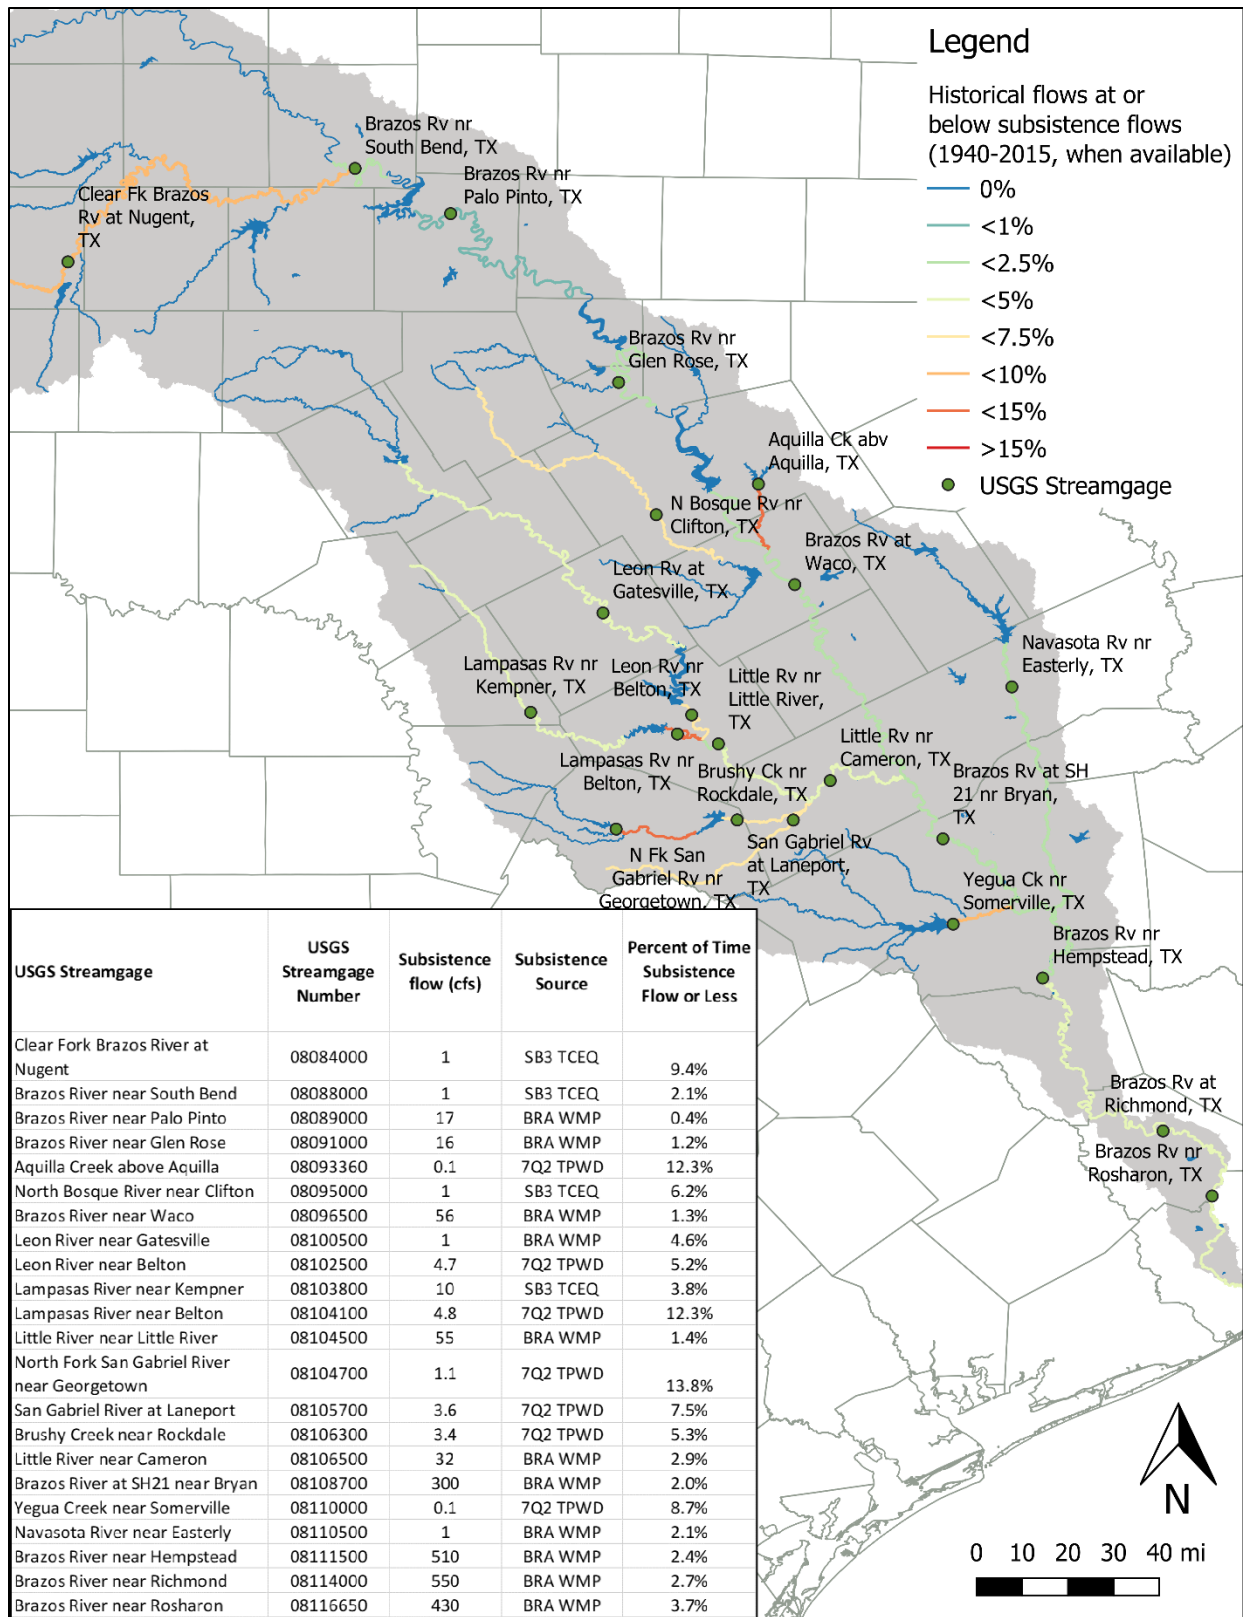 Legend
Historical flows at or
below subsistence flows
(1940-2015, when available)
0%
<1%
<2.5%
<5%
<7.5%
<10%
<15%
>15%
USGS Streamgage
Brazos Rv nr
South Bend, TX
Brazos Rv nr
Palo Pinto, TX
Clear Fk Brazos
Rv at Nugent,
TX
Brazos Rv nr
Glen Rose, TX
Aquilla Ck abv
Aquilla, TX
N Bosque Rv nr
Clifton, TX
Brazos Rv at
Waco, TX
Leon Rv at
Gatesville, TX
Navasota Rv nr
Easterly, TX
Lampasas Rv nr
Kempner, TX
Leon Rv nr
Belton, TX
Little Rv nr
Little River,
TX
Little Rv nr
Cameron, TX
Lampasas Rv nr
Belton, TX
Brushy Ck nr
Rockdale, TX
Brazos Rv at SH
21 nr Bryan,
TX
N Fk San
Gabriel Rv nr
Georgetown, TX
San Gabriel Rv
at Laneport,
TX
Yegua Ck nr
Somerville, TX
Brazos Rv nr
Hempstead, TX
Brazos Rv at
Richmond, TX
Brazos Rv nr
Rosharon, TX
USGS Streamgage
USGS
Streamgage
Number
Subsistence
flow (cfs)
Subsistence
Source
Percent of Time
Subsistence
Flow or Less
Clear Fork Brazos River at
Nugent 08084000 1 SB3 TCEQ 9.4%
Brazos River near South Bend 08088000 1 SB3 TCEQ 2.1%
Brazos River near Palo Pinto 08089000 17 BRA WMP 0.4%
Brazos River near Glen Rose 08091000 16 BRA WMP 1.2%
Aquilla Creek above Aquilla 08093360 0.1 7Q2 TPWD 12.3%
North Bosque River near Clifton 08095000 1 SB3 TCEQ 6.2%
Brazos River near Waco 08096500 56 BRA WMP 1.3%
Leon River near Gatesville 08100500 1 BRA WMP 4.6%
Leon River near Belton 08102500 4.7 7Q2 TPWD 5.2%
Lampasas River near Kempner 08103800 10 SB3 TCEQ 3.8%
Lampasas River near Belton 08104100 4.8 7Q2 TPWD 12.3%
Little River near Little River 08104500 55 BRA WMP 1.4%
North Fork San Gabriel River
near Georgetown 08104700 1.1 7Q2 TPWD 13.8%
San Gabriel River at Laneport 08105700 3.6 7Q2 TPWD 7.5%
Brushy Creek near Rockdale 08106300 3.4 7Q2 TPWD 5.3%
Little River near Cameron 08106500 32 BRA WMP 2.9%
Brazos River at SH21 near Bryan 08108700 300 BRA WMP 2.0%
Yegua Creek near Somerville 08110000 0.1 7Q2 TPWD 8.7%
Navasota River near Easterly 08110500 1 BRA WMP 2.1%
Brazos River near Hempstead 08111500 510 BRA WMP 2.4%
Brazos River near Richmond 08114000 550 BRA WMP 2.7%
Brazos River near Rosharon 08116650 430 BRA WMP 3.7%
N
0 10 20 30 40 mi